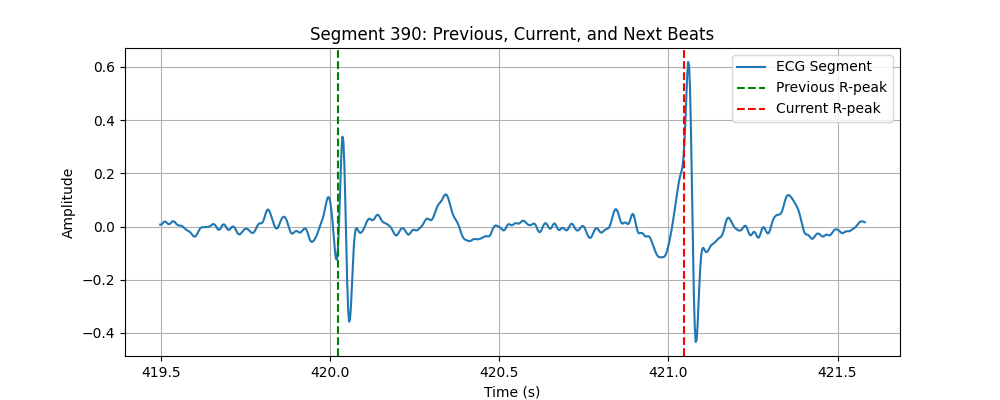 Segment 390: Previous, Current, and Next Beats
ECG Segment
Previous R-peak
Current R-peak
Amplitude
0.6
0.4
0.2
0.0
−0.2
−0.4
419.5 420.0 420.5 421.0 421.5
Time (s)